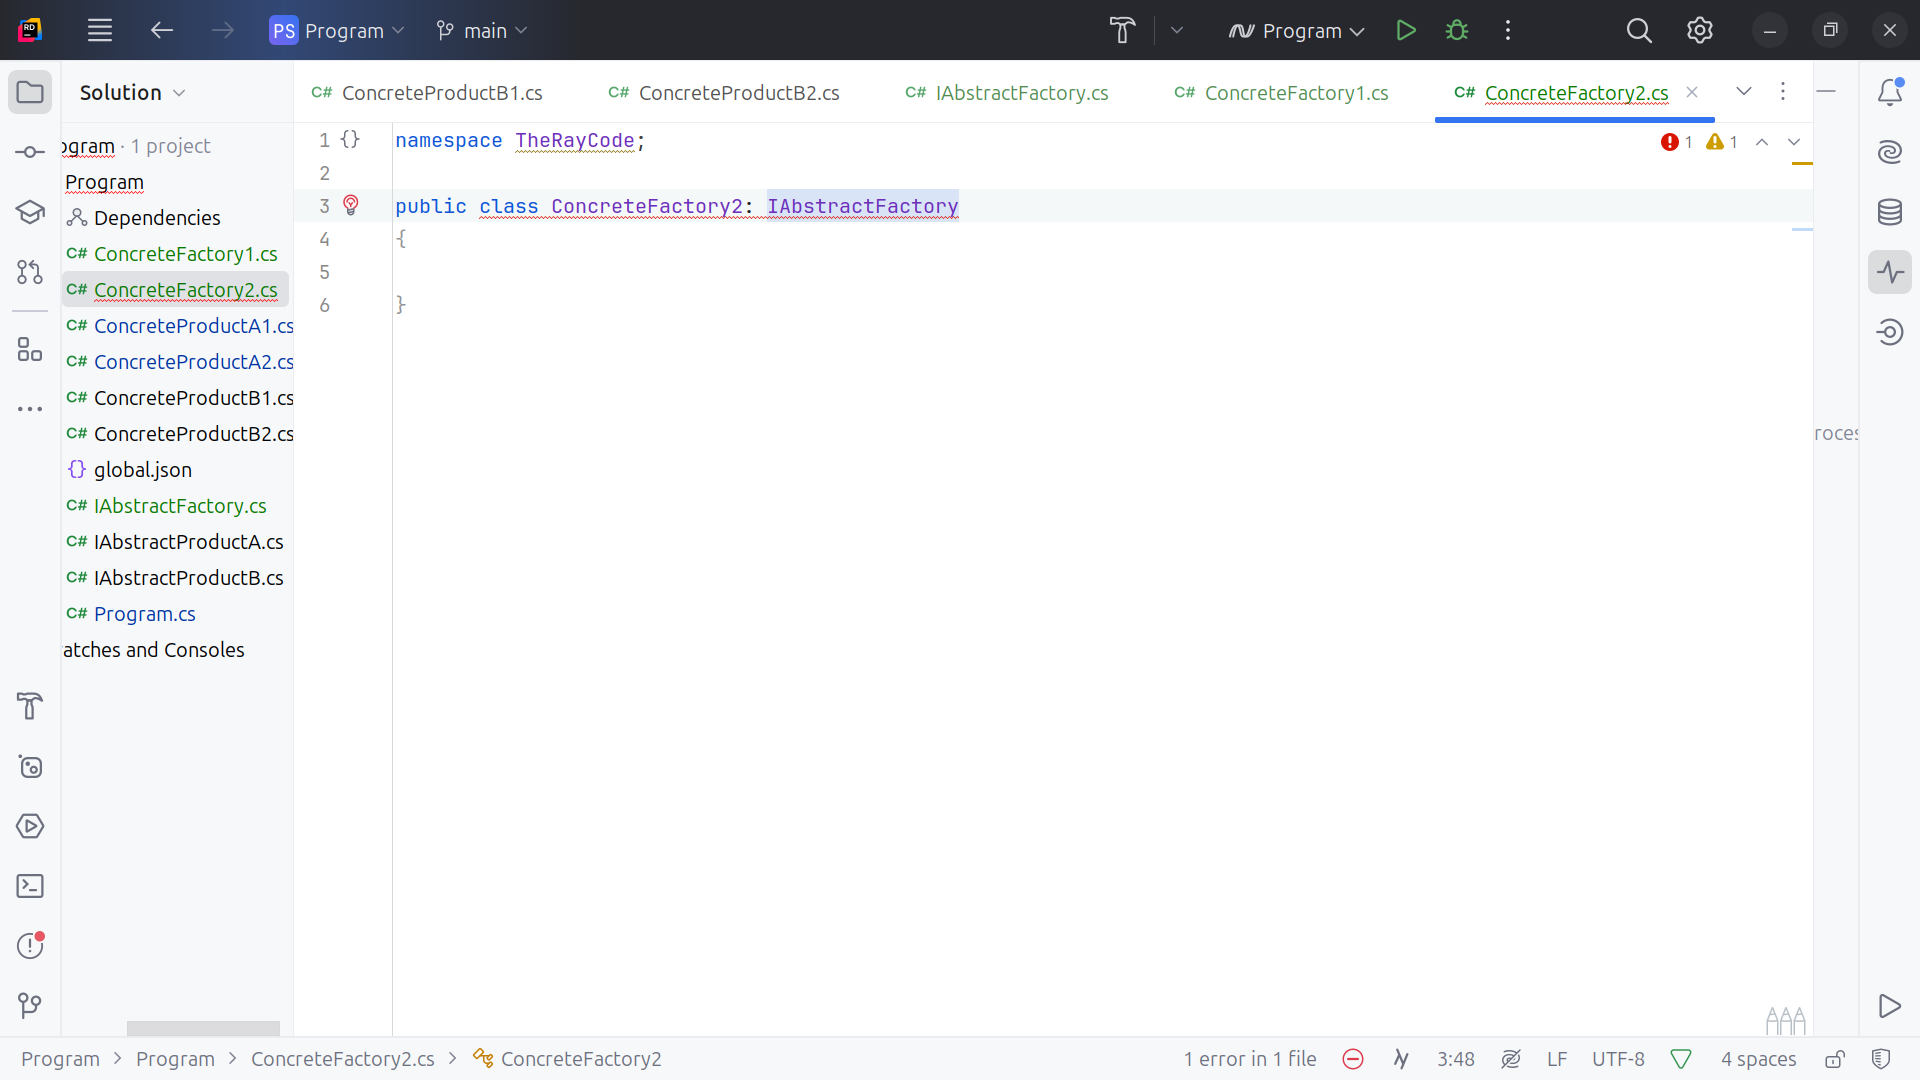 RD
PS Program
main
Program
Solution
C# ConcreteProductB1.cs
C# ConcreteProductB2.cs
C# IAbstractFactory.cs
C# ConcreteFactory1.cs
C# ConcreteFactory2.cs
ogram · 1 project
Program
Dependencies
C# ConcreteFactory1.cs
C# ConcreteFactory2.cs
C# ConcreteProductA1.cs
C# ConcreteProductA2.cs
C# ConcreteProductB1.cs
C# ConcreteProductB2.cs
{} global.json
C# IAbstractFactory.cs
C# IAbstractProductA.cs
C# IAbstractProductB.cs
C# Program.cs
atches and Consoles
1 {} namespace TheRayCode;
2
3 public class ConcreteFactory2: IAbstractFactory
4 {
5
6 }
1 1
roces
Program > Program > ConcreteFactory2.cs > ConcreteFactory2
1 error in 1 file
3:48
LF
UTF-8
4 spaces